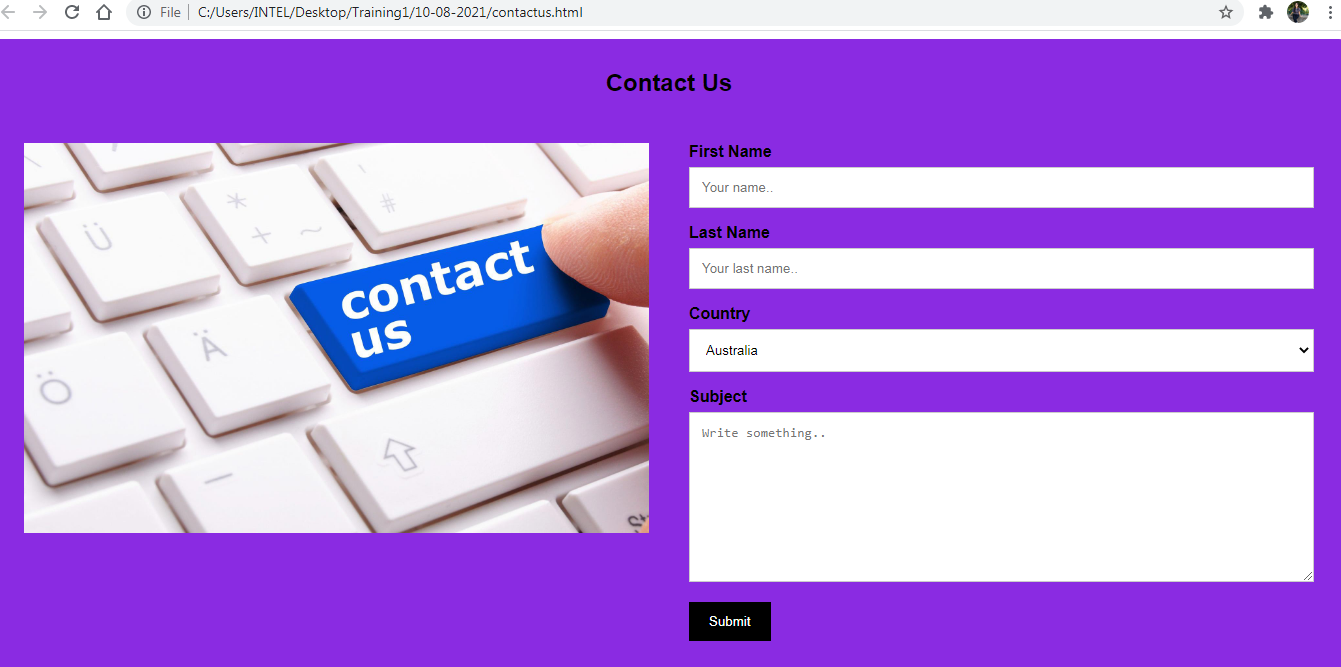 File | C:/Users/INTEL/Desktop/Training1/10-08-2021/contactus.html
Contact Us
Ü
*
+ ~
!
#
contact
us
Ä
Ö
First Name
Your name..
Last Name
Your last name..
Country
Australia
Subject
Write something..
Submit